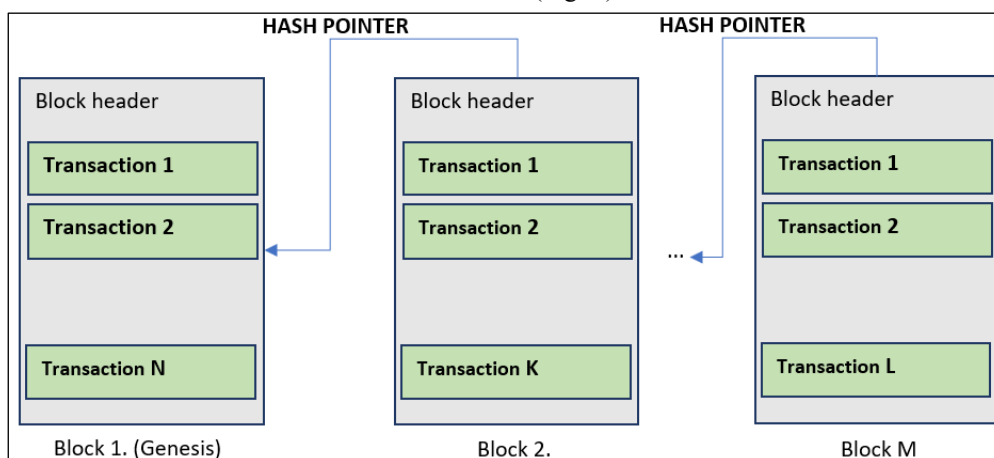 HASH POINTER
HASH POINTER
Block header
Transaction 1
Transaction 2
Transaction N
Block 1. (Genesis)
Block header
Transaction 1
Transaction 2
Transaction K
Block 2.
...
Block header
Transaction 1
Transaction 2
Transaction L
Block M